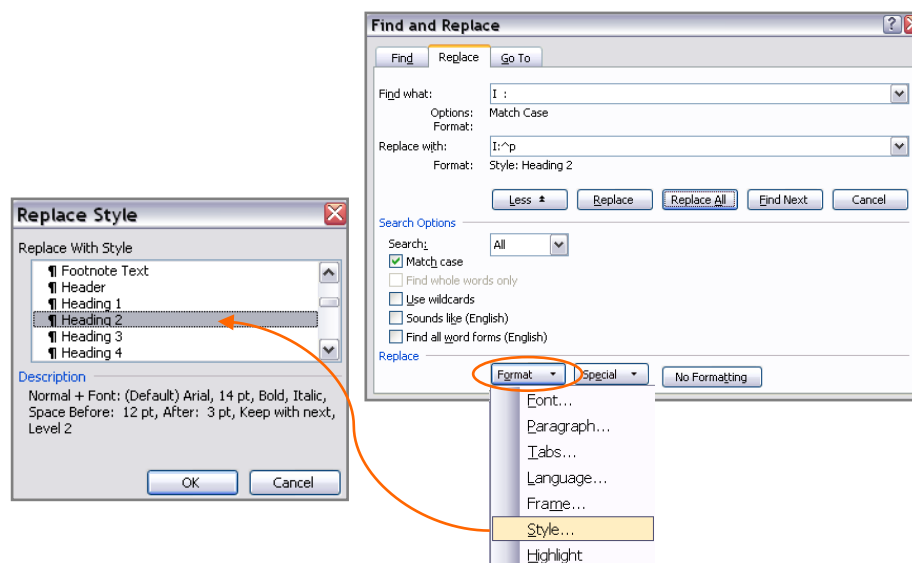 Find and Replace
Find
Replace
Go To
Find what:
I :
Options:
Match Case
Format:
Replace with:
I:^p
Format:
Style: Heading 2
Less
Replace
Replace All
Find Next
Cancel
Search Options
Search:
All
Match case
Find whole words only
Use wildcards
Sounds like (English)
Find all word forms (English)
Replace
Format
Special
No Formatting
Font...
Paragraph...
Tabs...
Language...
Frame...
Style...
Highlight
Replace Style
Replace With Style
¶ Footnote Text
¶ Header
¶ Heading 1
¶ Heading 2
¶ Heading 3
¶ Heading 4
Description
Normal + Font: (Default) Arial, 14 pt, Bold, Italic,
Space Before: 12 pt, After: 3 pt, Keep with next,
Level 2
OK
Cancel